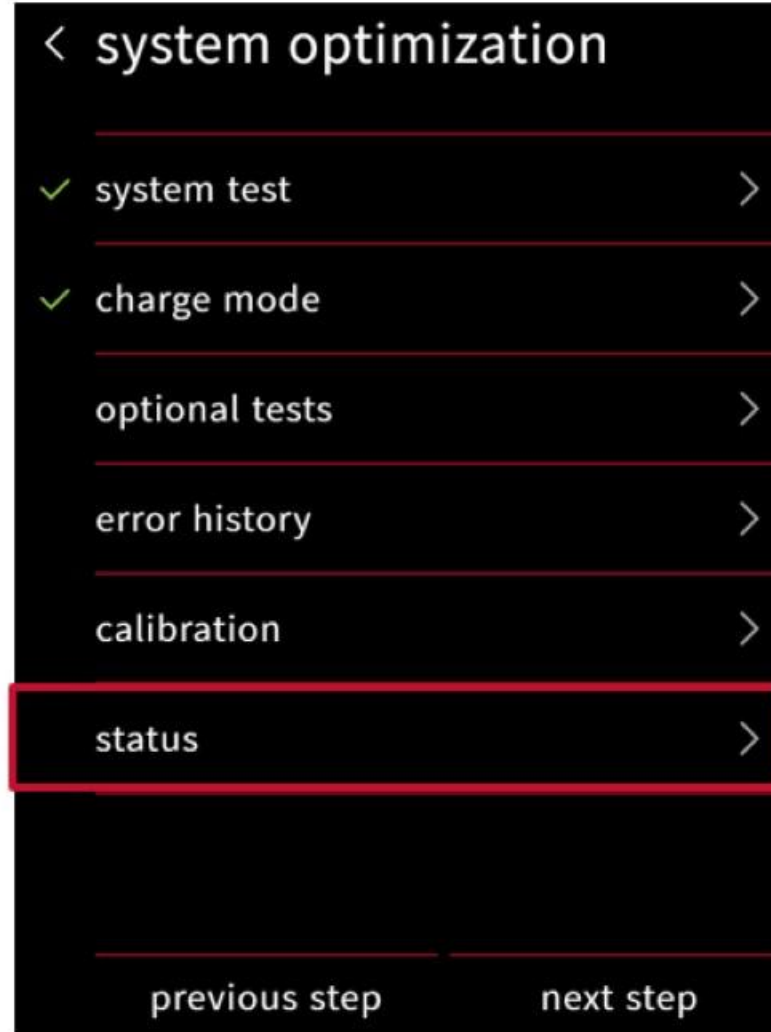 system optimization
system test
charge mode
optional tests
error history
calibration
status
previous step next step